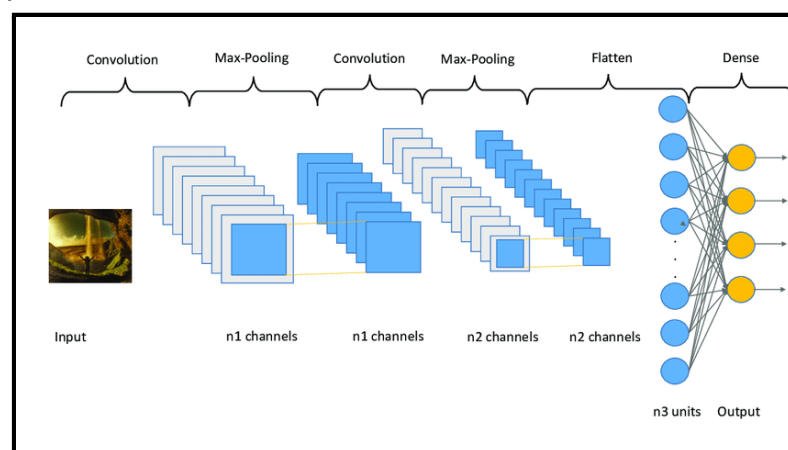 Convolution
Max-Pooling
Convolution
Max-Pooling
Flatten
Dense
Input
n1 channels
n1 channels
n2 channels
n2 channels
n3 units
Output